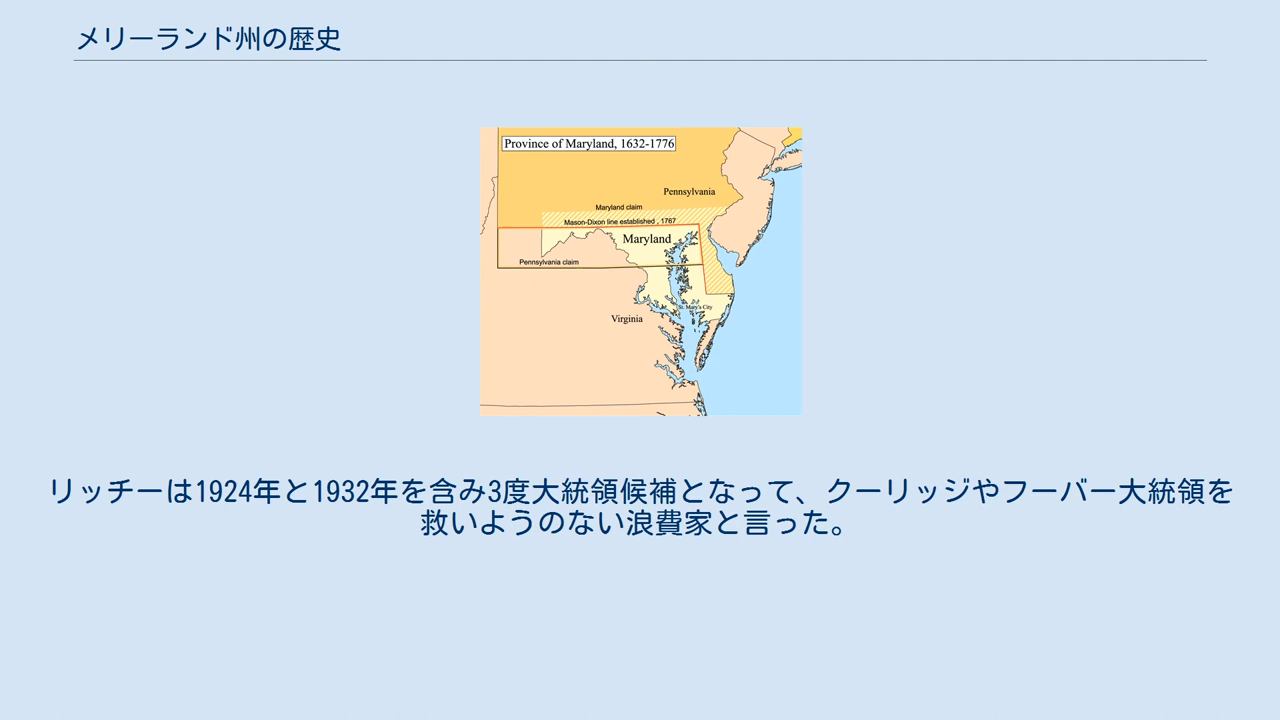 メリーランド州の歴史
Province of Maryland, 1632-1776
Pennsylvania
Maryland claim
Mason-Dixon line established , 1767
Maryland
Pennsylvania claim
St. Mary's City
Virginia
リッチーは1924年と1932年を含み3度大統領候補となって、クーリッジやフーバー大統領を
救いようのない浪費家と言った。